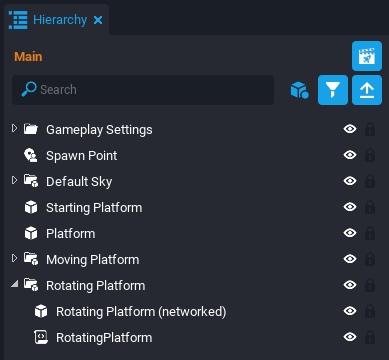 Hierarchy
Main
Search
Gameplay Settings
Spawn Point
Default Sky
Starting Platform
Platform
Moving Platform
Rotating Platform
Rotating Platform (networked)
RotatingPlatform